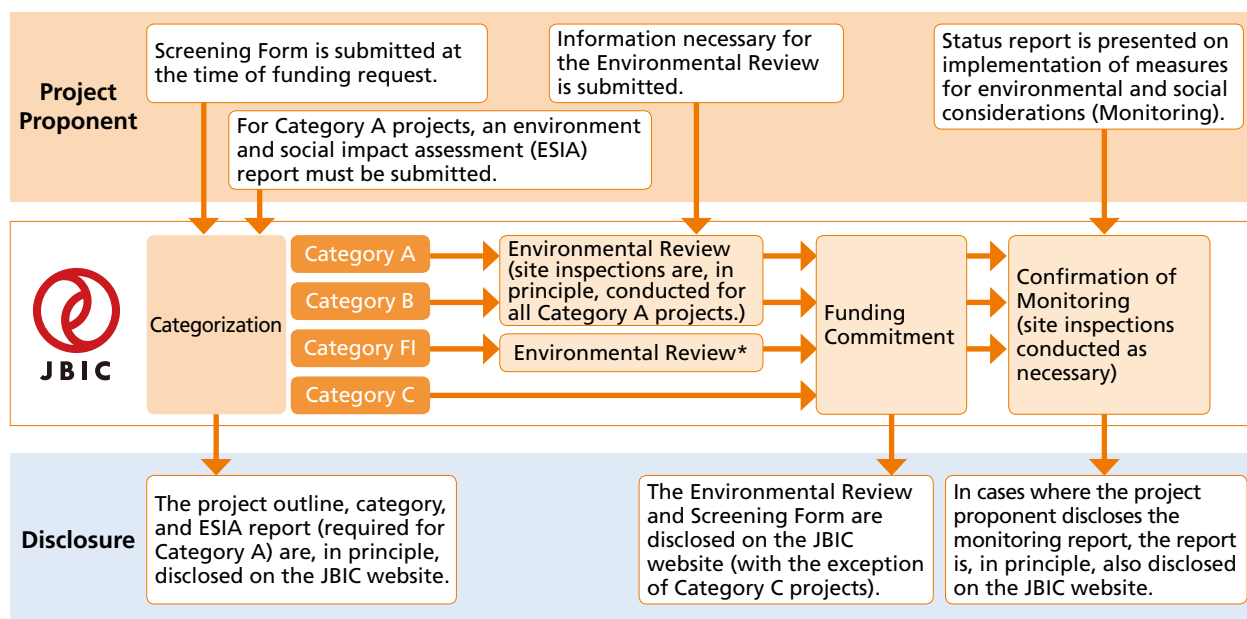 Project
Proponent
Screening Form is submitted at
the time of funding request.
For Category A projects, an environment
and social impact assessment (ESIA)
report must be submitted.
Information necessary for
the Environmental Review
is submitted.
Status report is presented on
implementation of measures
for environmental and social
considerations (Monitoring).
JBIC
Categorization
Category A
Category B
Category FI
Category C
Environmental Review
(site inspections are, in
principle, conducted for
all Category A projects.)
Environmental Review*
Funding
Commitment
Confirmation of
Monitoring
(site inspections
conducted as
necessary)
Disclosure
The project outline, category,
and ESIA report (required for
Category A) are, in principle,
disclosed on the JBIC website.
The Environmental Review
and Screening Form are
disclosed on the JBIC
website (with the exception
of Category C projects).
In cases where the project
proponent discloses the
monitoring report, the report
is, in principle, also disclosed
on the JBIC website.